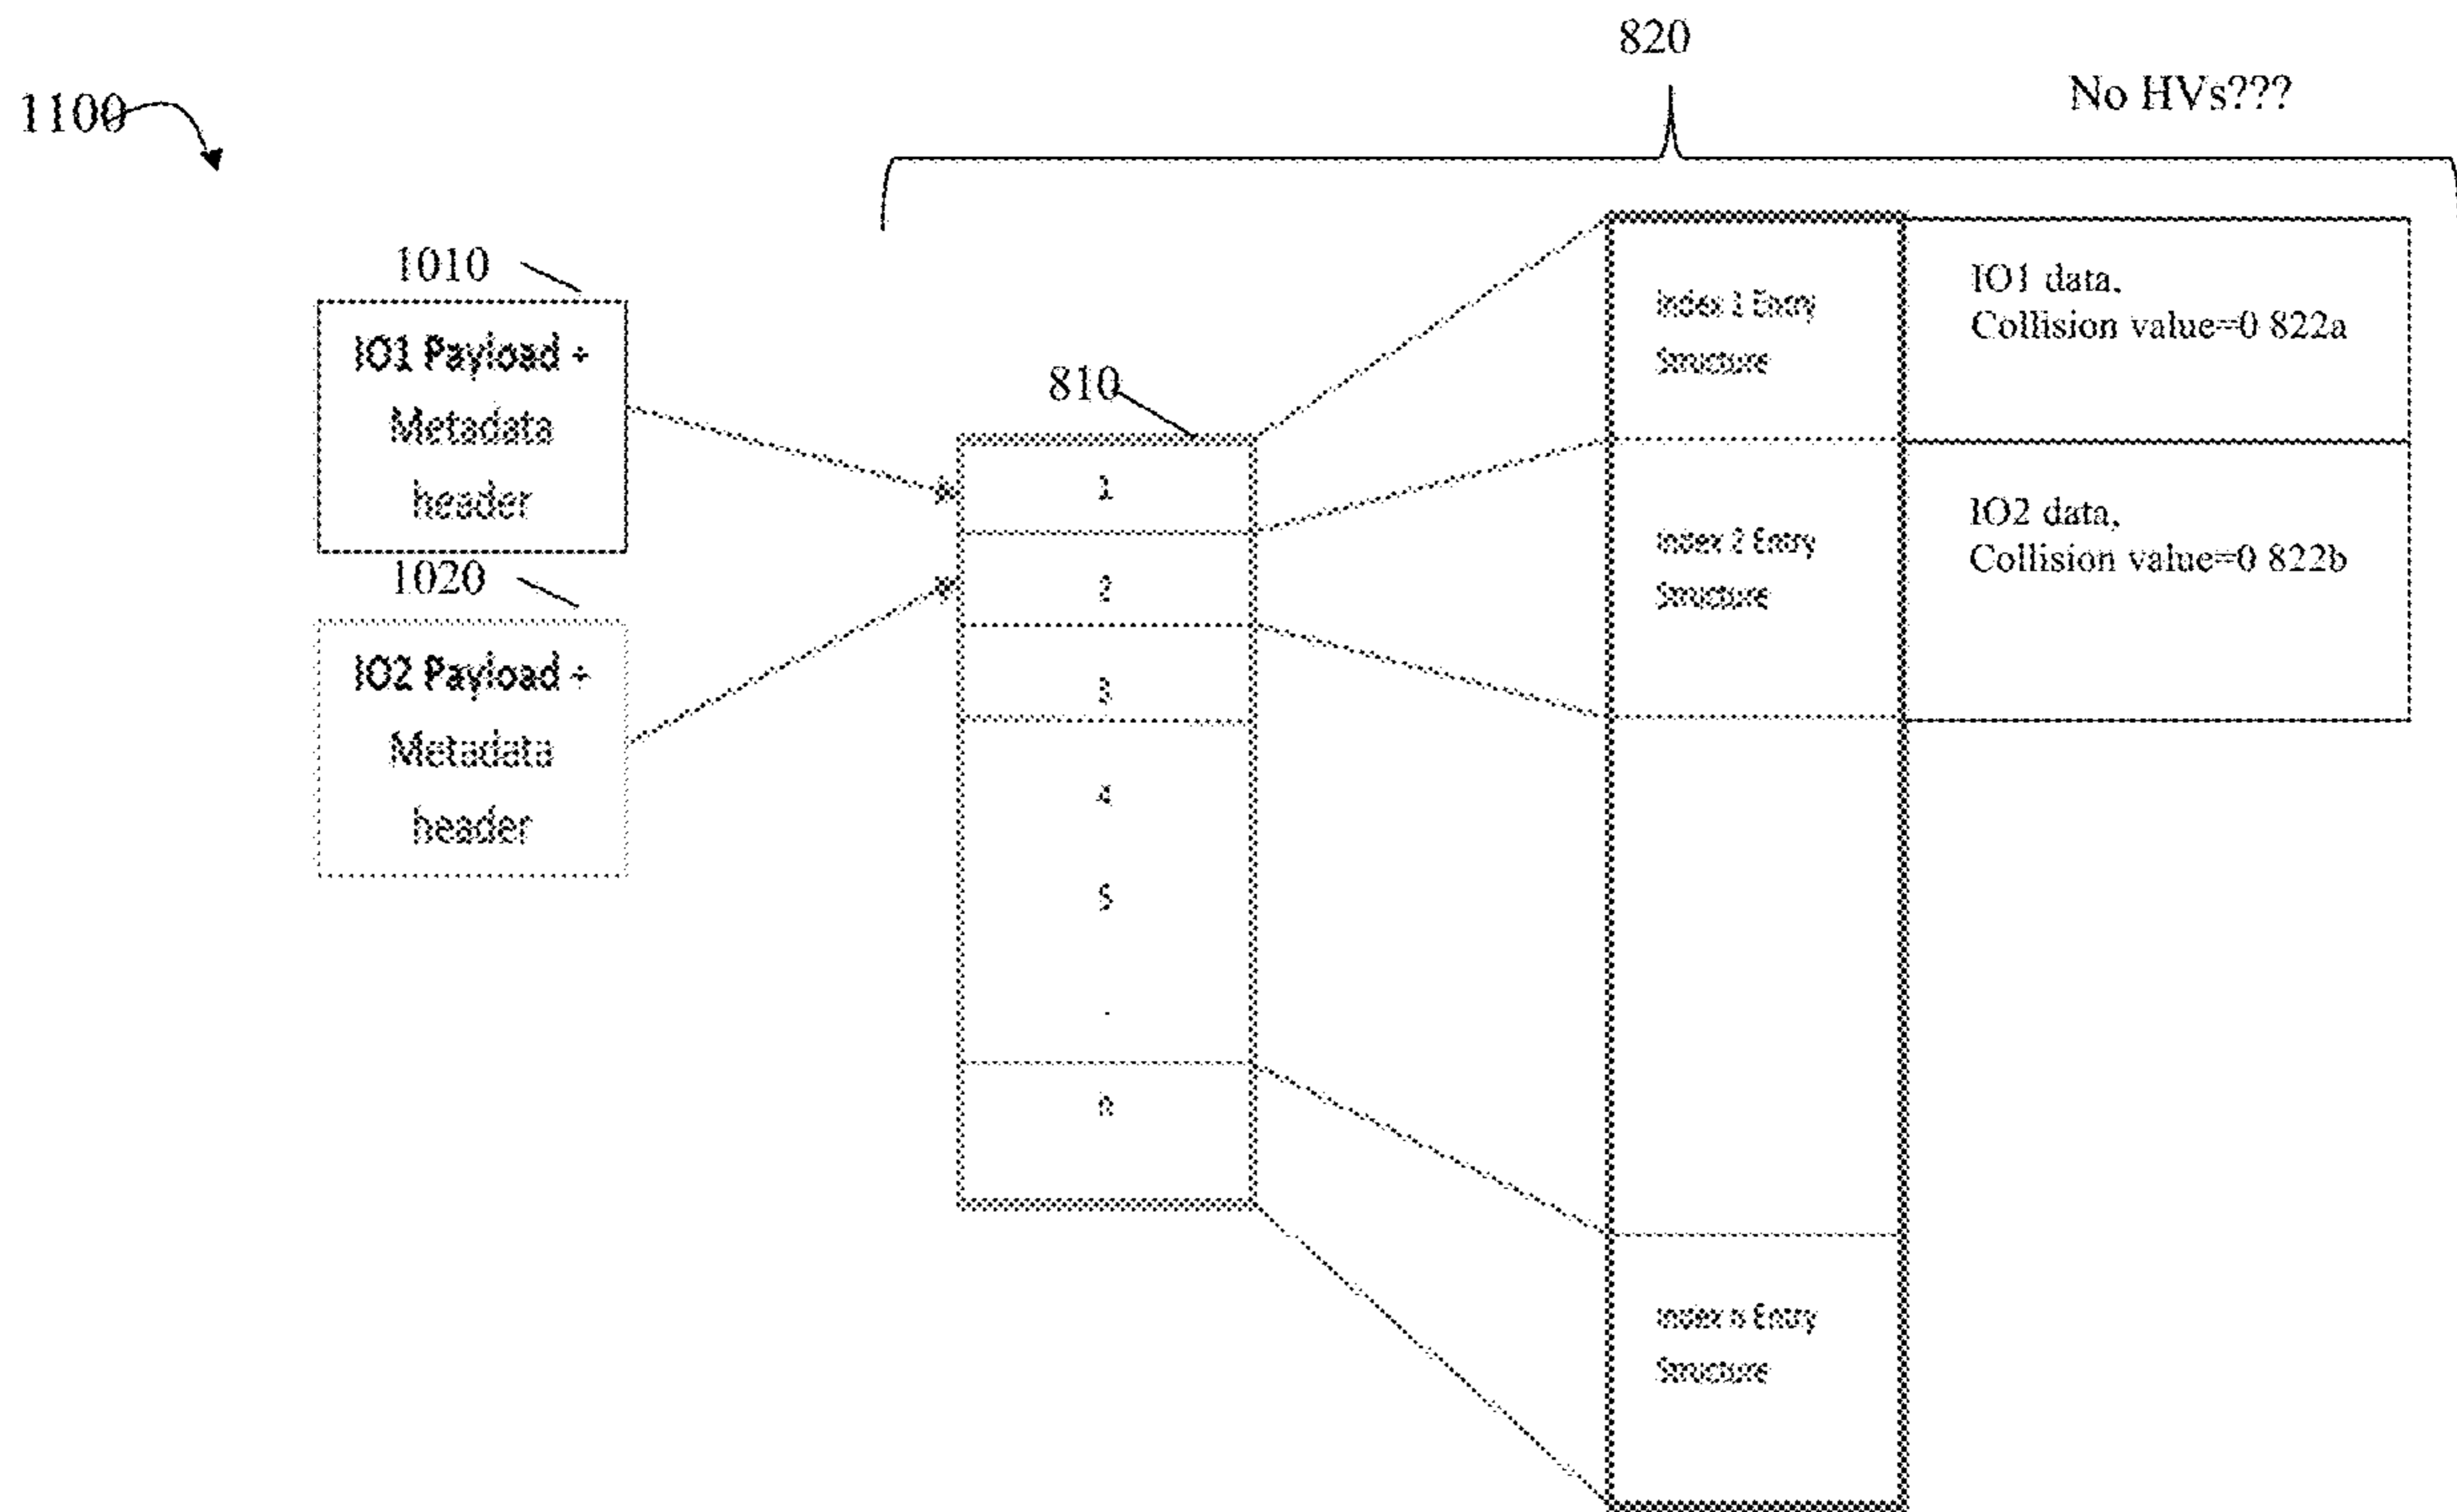 820
No HVs???
1100
1010
IO1 Payload +
Metadata
header
1020
IO2 Payload +
Metadata
header
810
1
2
3
4
5
.
n
Index 1 Entry
Structure
IO1 data,
Collision value=0 822a
Index 2 Entry
Structure
IO2 data,
Collision value=0 822b
Index n Entry
Structure